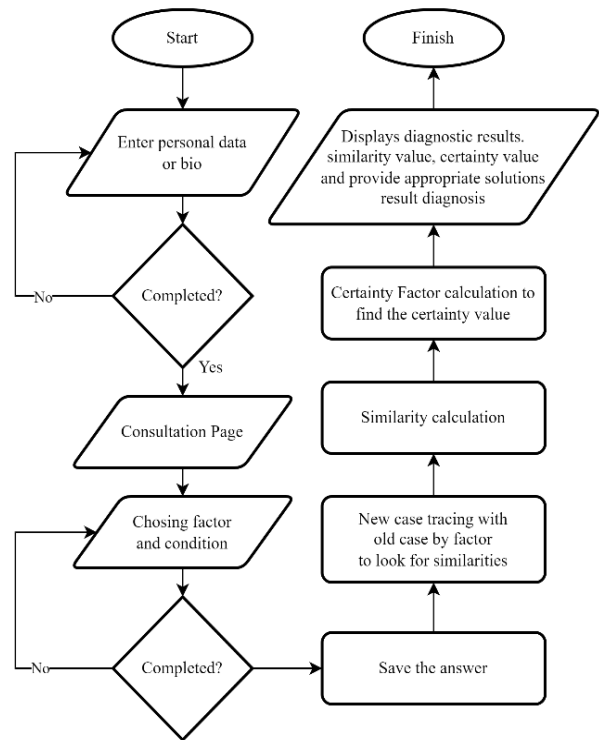 Start
Enter personal data
or bio
Completed?
No
Yes
Consultation Page
Chosing factor
and condition
Completed?
No
Save the answer
New case tracing with
old case by factor
to look for similarities
Similarity calculation
Certainty Factor calculation to
find the certainty value
Displays diagnostic results.
similarity value, certainty value
and provide appropriate solutions
result diagnosis
Finish